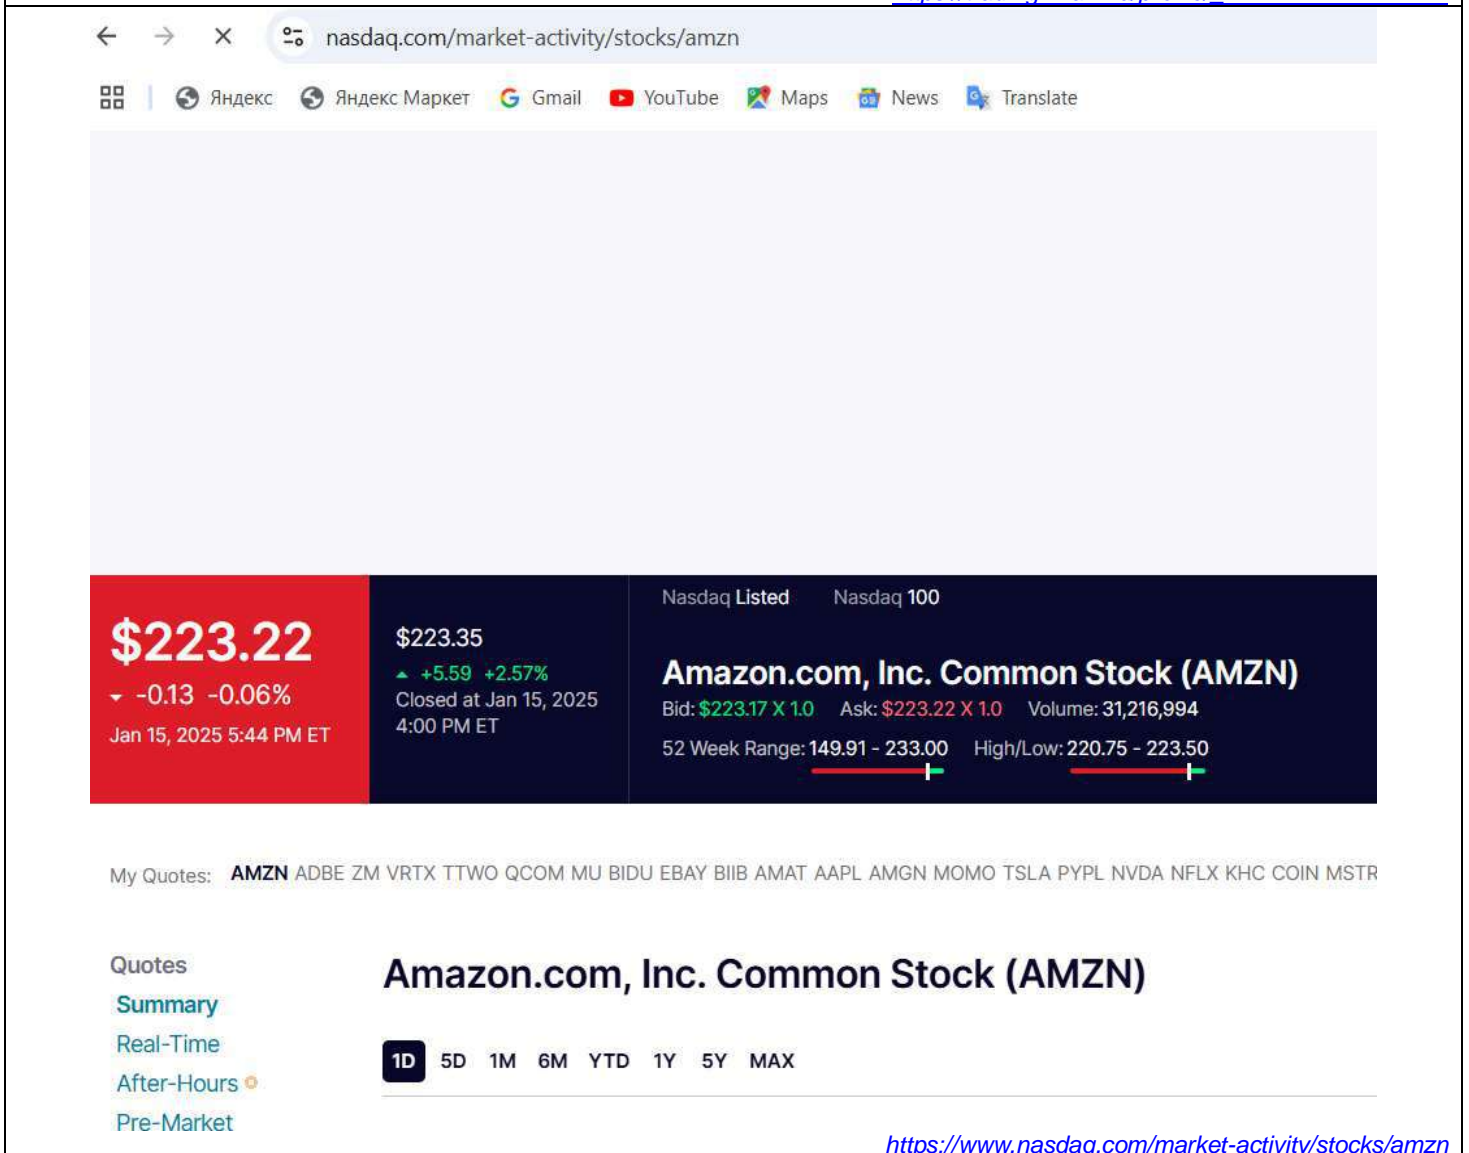 nasdaq.com/market-activity/stocks/amzn
Яндекс Яндекс Маркет Gmail YouTube Maps News Translate
Nasdaq Listed Nasdaq 100
$223.22
-0.13 -0.06%
Jan 15, 2025 5:44 PM ET
$223.35
+5.59 +2.57%
Closed at Jan 15, 2025
4:00 PM ET
Amazon.com, Inc. Common Stock (AMZN)
Bid: $223.17 X 1.0 Ask: $223.22 X 1.0 Volume: 31,216,994
52 Week Range: 149.91 - 233.00 High/Low: 220.75 - 223.50
My Quotes: AMZN ADBE ZM VRTX TTWO QCOM MU BIDU EBAY BIIB AMAT AAPL AMGN MOMO TSLA PYPL NVDA NFLX KHC COIN MSTR
Quotes
Summary
Real-Time
After-Hours
Pre-Market
Amazon.com, Inc. Common Stock (AMZN)
1D 5D 1M 6M YTD 1Y 5Y MAX
https://www.nasdaq.com/market-activity/stocks/amzn